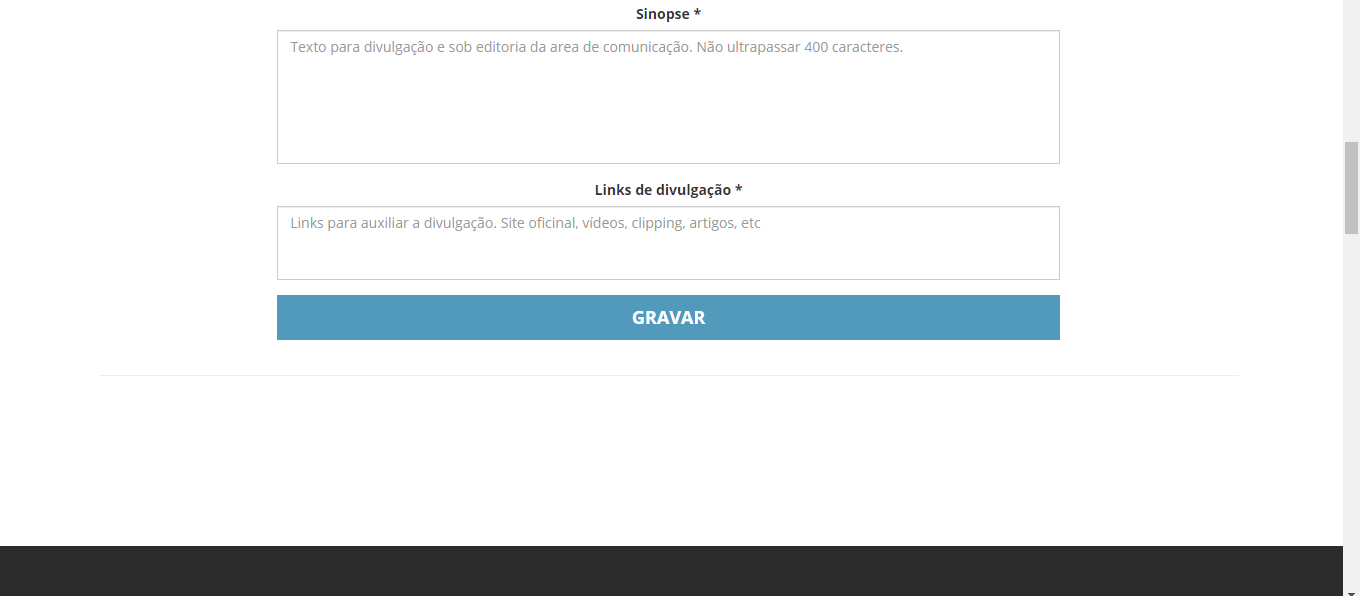 Sinopse *
Texto para divulgação e sob editoria da area de comunicação. Não ultrapassar 400 caracteres.
Links de divulgação *
Links para auxiliar a divulgação. Site oficinal, vídeos, clipping, artigos, etc
GRAVAR